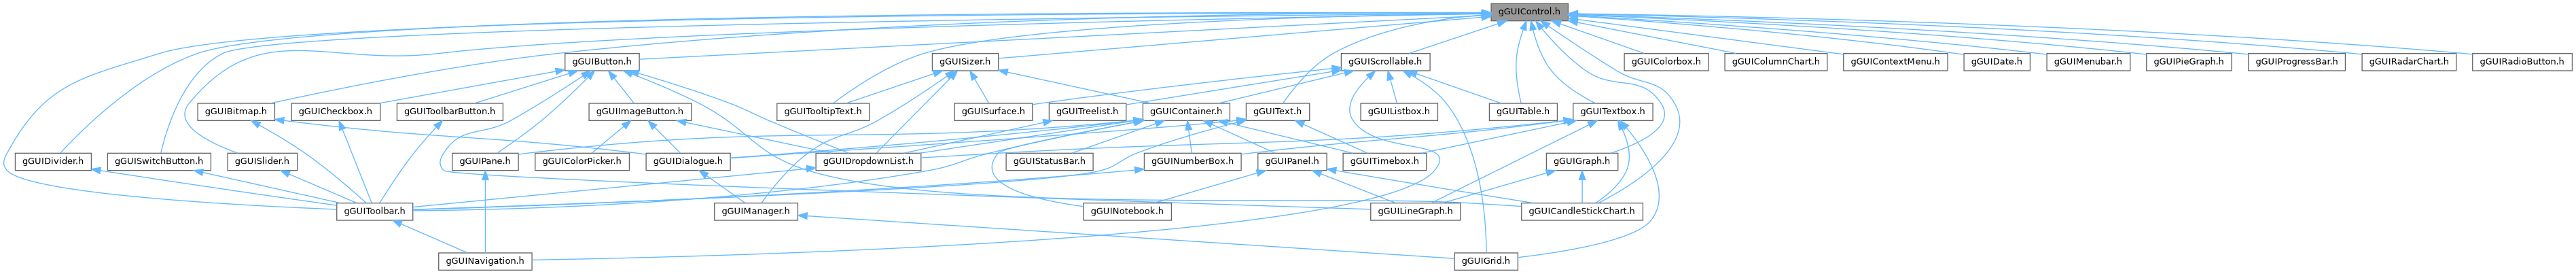 gGUIControl.h
gGUIButton.h
gGUISizer.h
gGUIScrollable.h
gGUIColorbox.h
gGUIColumnChart.h
gGUIContextMenu.h
gGUIDate.h
gGUIMenubar.h
gGUIPieGraph.h
gGUIProgressBar.h
gGUIRadarChart.h
gGUIRadioButton.h
gGUIBitmap.h
gGUICheckbox.h
gGUIToolbarButton.h
gGUIImageButton.h
gGUITooltipText.h
gGUISurface.h
gGUITreelist.h
gGUIContainer.h
gGUIText.h
gGUIListbox.h
gGUITable.h
gGUITextbox.h
gGUIDivider.h
gGUISwitchButton.h
gGUISlider.h
gGUIPane.h
gGUIColorPicker.h
gGUIDialogue.h
gGUIDropdownList.h
gGUIStatusBar.h
gGUINumberBox.h
gGUIPanel.h
gGUITimebox.h
gGUIGraph.h
gGUIToolbar.h
gGUIManager.h
gGUINotebook.h
gGUILineGraph.h
gGUICandleStickChart.h
gGUINavigation.h
gGUIGrid.h